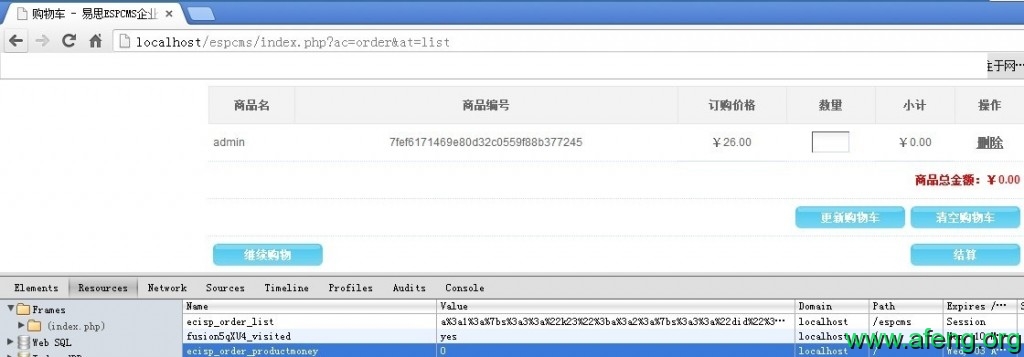 购物车 - 易思ESPCMS企业
localhost/espcms/index.php?ac=order&at=list
注于网…
商品名 商品编号 订购价格 数量 小计 操作
admin 7fef6171469e80d32c0559f88b377245 ￥26.00 ￥0.00 删除
商品总金额：￥0.00
更新购物车 清空购物车
继续购物 结算
Elements Resources Network Sources Timeline Profiles Audits Console
Frames Name Value Domain Path Expires /…
(index.php) ecisp_order_list a%3a1%3a%7bs%3a3%3a%22k23%22%3ba%3a2%3a%7bs%3a3%3a%22did%22%3… localhost /espcms Session
Web SQL fusion5qXU4_visited yes localhost
ecisp_order_productmoney 0 localhost /
www.afeng.org